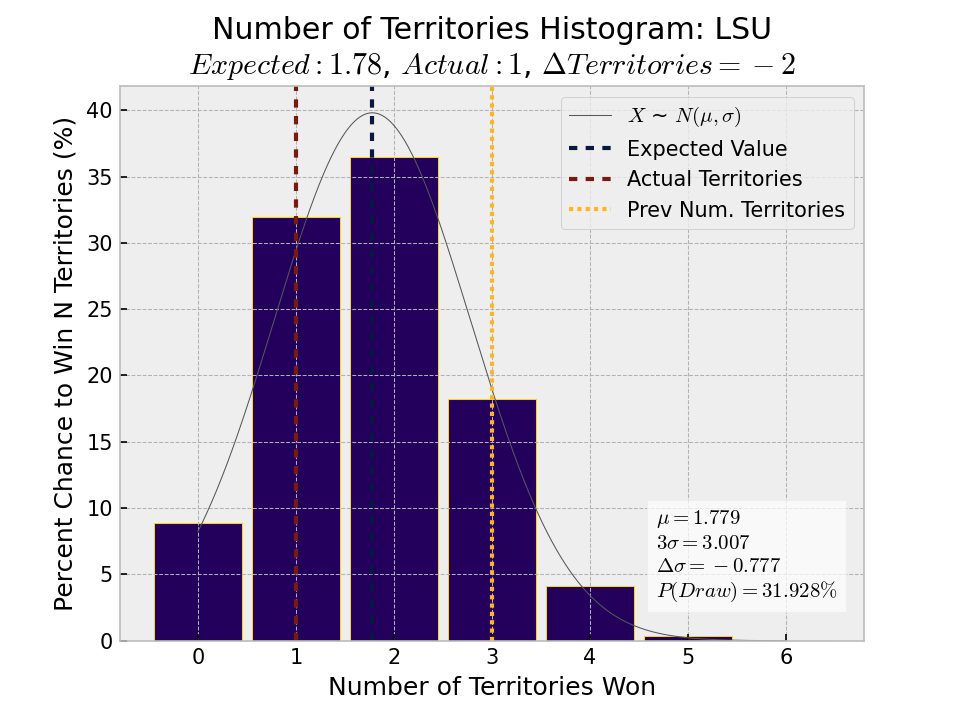 Number of Territories Histogram: LSU
Expected : 1.78, Actual : 1, ΔTerritories = −2
Percent Chance to Win N Territories (%)
40
35
30
25
20
15
10
5
0
X ~ N(μ, σ)
Expected Value
Actual Territories
Prev Num. Territories
μ = 1.779
3σ = 3.007
Δσ = −0.777
P(Draw) = 31.928%
0 1 2 3 4 5 6
Number of Territories Won